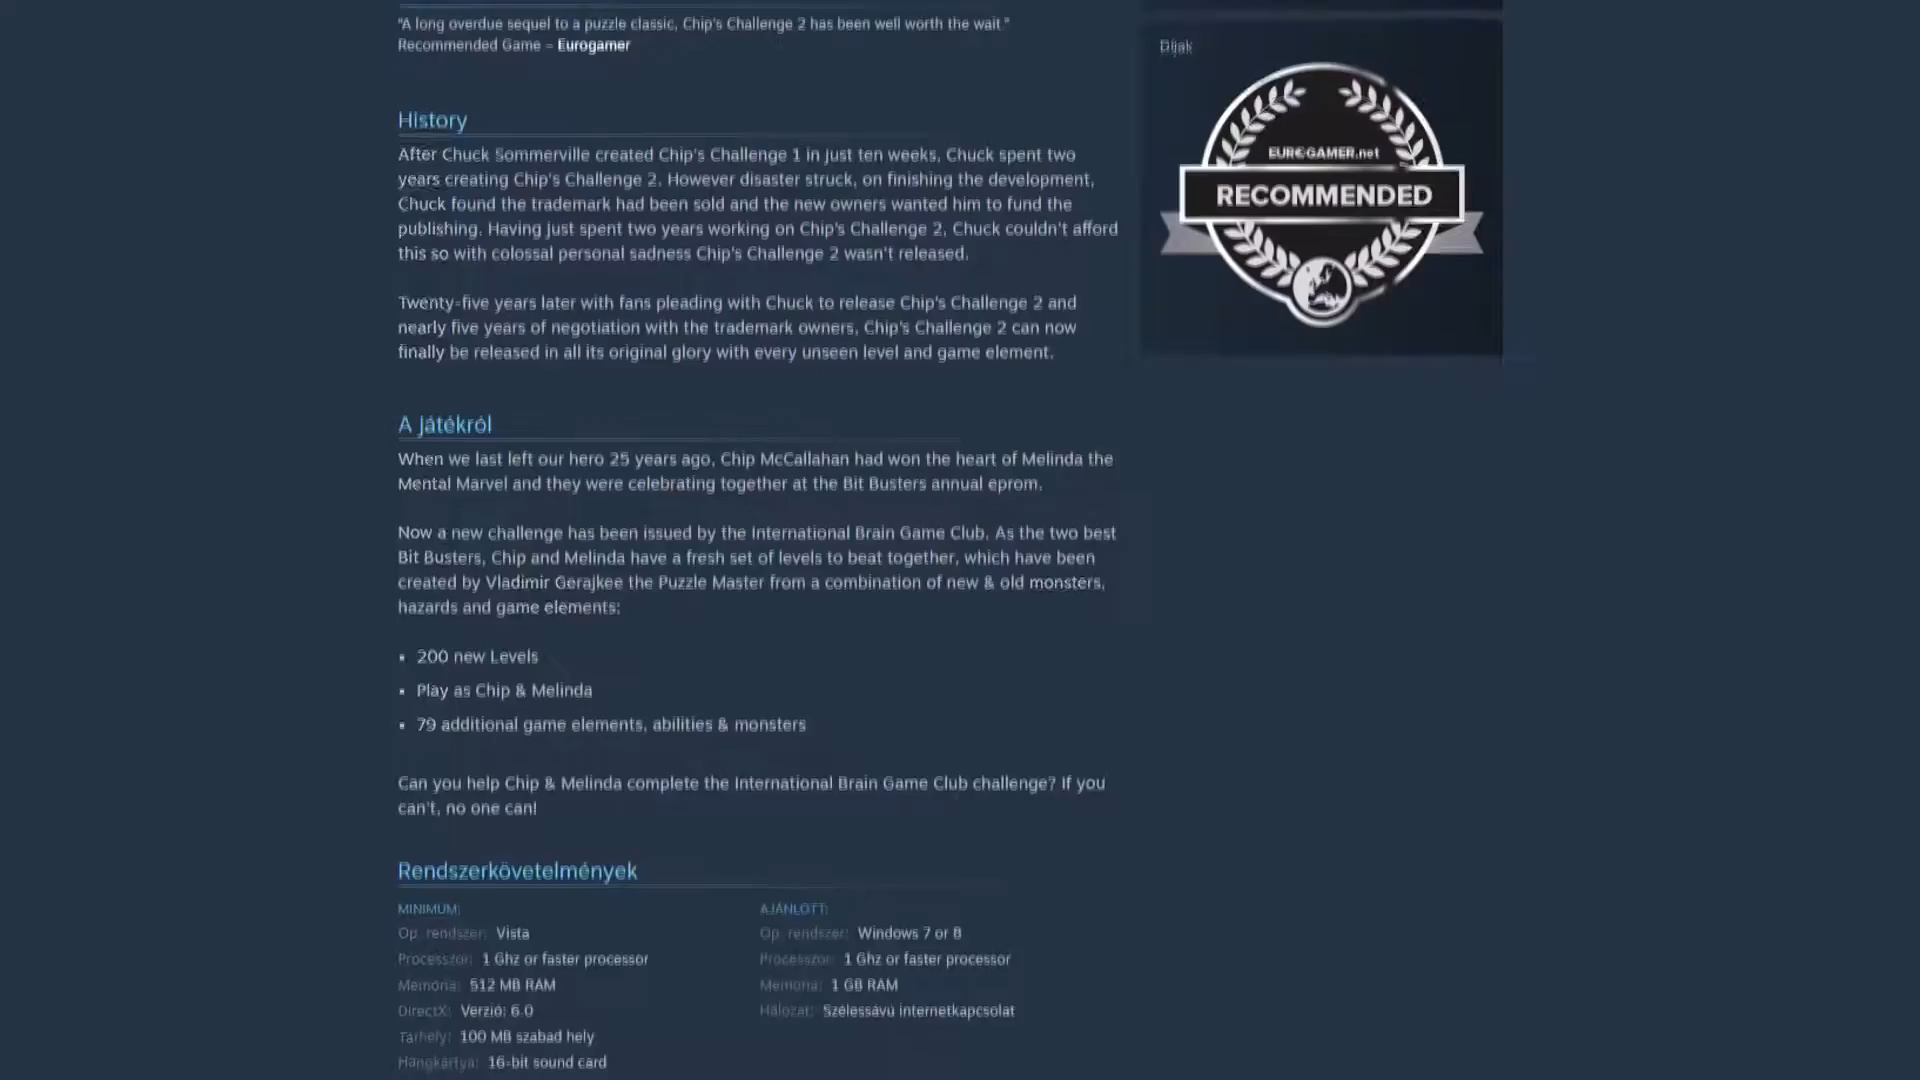 "A long overdue sequel to a puzzle classic, Chip's Challenge 2 has been well worth the wait."
Recommended Game – Eurogamer
Díjak
EUROGAMER.net
RECOMMENDED
History
After Chuck Sommerville created Chip's Challenge 1 in just ten weeks, Chuck spent two
years creating Chip's Challenge 2. However disaster struck, on finishing the development,
Chuck found the trademark had been sold and the new owners wanted him to fund the
publishing. Having just spent two years working on Chip's Challenge 2, Chuck couldn't afford
this so with colossal personal sadness Chip's Challenge 2 wasn't released.
Twenty-five years later with fans pleading with Chuck to release Chip's Challenge 2 and
nearly five years of negotiation with the trademark owners, Chip's Challenge 2 can now
finally be released in all its original glory with every unseen level and game element.
A játékról
When we last left our hero 25 years ago, Chip McCallahan had won the heart of Melinda the
Mental Marvel and they were celebrating together at the Bit Busters annual eprom.
Now a new challenge has been issued by the International Brain Game Club. As the two best
Bit Busters, Chip and Melinda have a fresh set of levels to beat together, which have been
created by Vladimir Gerajkee the Puzzle Master from a combination of new & old monsters,
hazards and game elements:
▪ 200 new Levels
▪ Play as Chip & Melinda
▪ 79 additional game elements, abilities & monsters
Can you help Chip & Melinda complete the International Brain Game Club challenge? If you
can't, no one can!
Rendszerkövetelmények
MINIMUM:
Op. rendszer: Vista
Processzor: 1 Ghz or faster processor
Memória: 512 MB RAM
DirectX: Verzió: 6.0
Tárhely: 100 MB szabad hely
Hangkártya: 16-bit sound card
AJÁNLOTT:
Op. rendszer: Windows 7 or 8
Processzor: 1 Ghz or faster processor
Memória: 1 GB RAM
Hálózat: Szélessávú internetkapcsolat